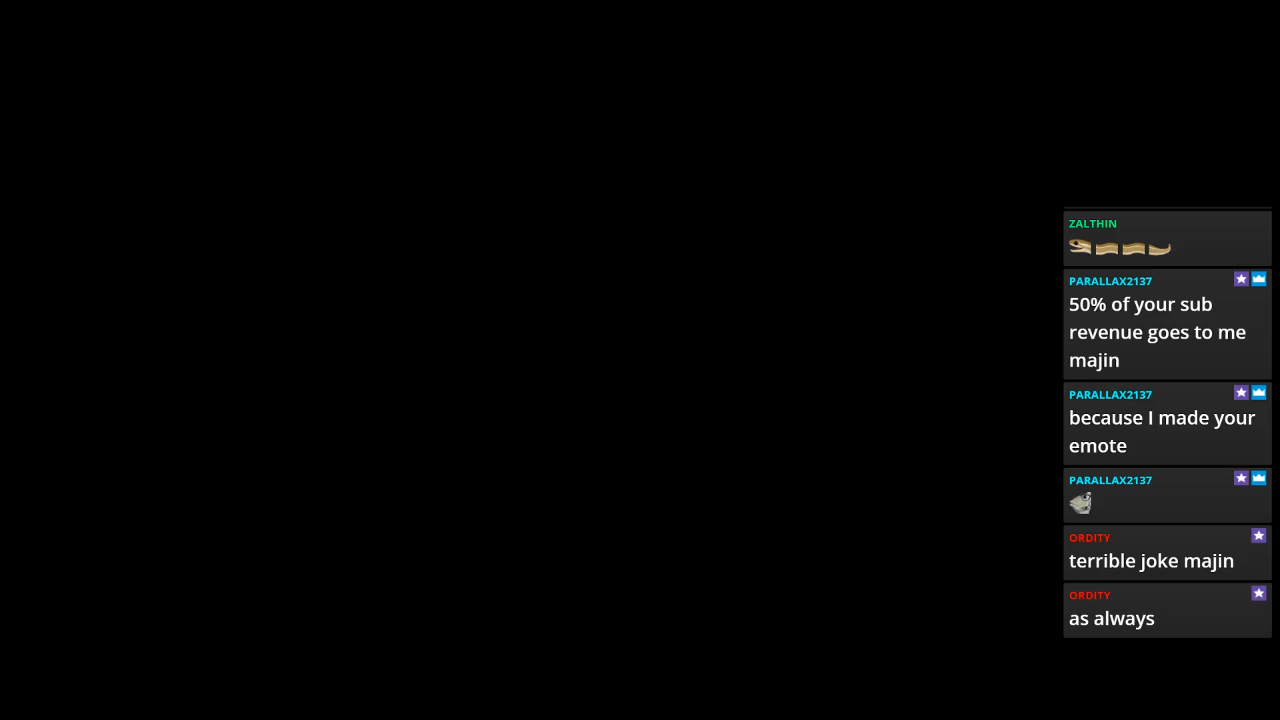 ZALTHIN
PARALLAX2137
50% of your sub
revenue goes to me
majin
PARALLAX2137
because I made your
emote
PARALLAX2137
ORDITY
terrible joke majin
ORDITY
as always